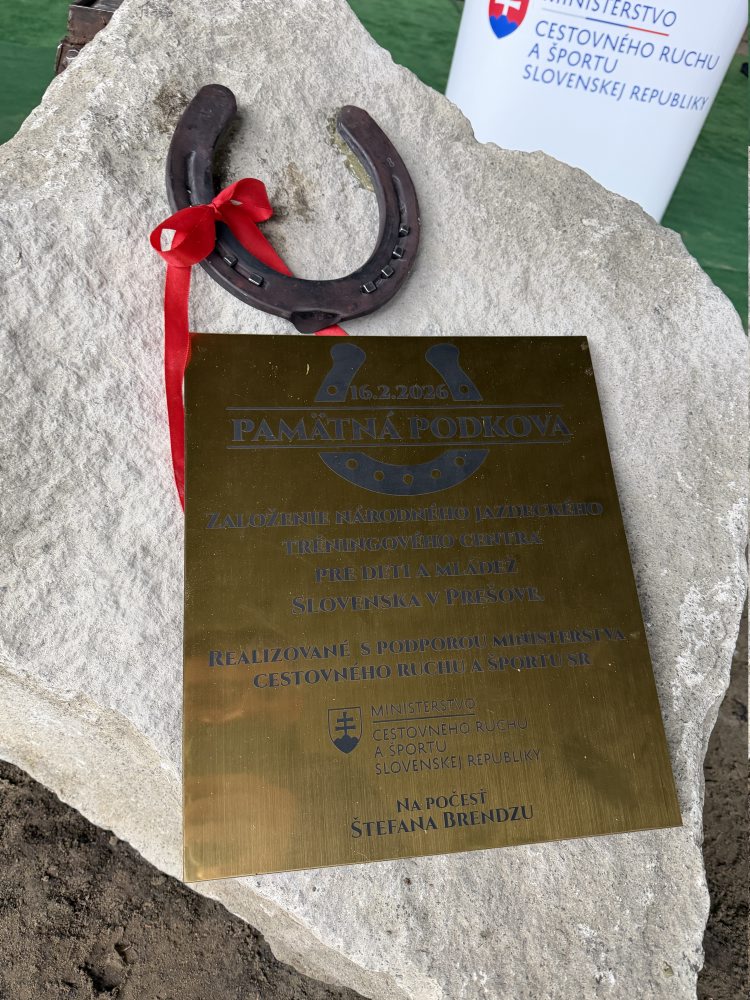 MINISTERSTVO
CESTOVNÉHO RUCHU
A ŠPORTU
SLOVENSKEJ REPUBLIKY
16.2.2026
PAMÄTNÁ PODKOVA
ZALOŽENIE NÁRODNÉHO JAZDECKÉHO
TRÉNINGOVÉHO CENTRA
PRE DETI A MLÁDEŽ
SLOVENSKA V PREŠOVE
REALIZOVANÉ S PODPOROU MINISTERSTVA
CESTOVNÉHO RUCHU A ŠPORTU SR
MINISTERSTVO
CESTOVNÉHO RUCHU
A ŠPORTU
SLOVENSKEJ REPUBLIKY
NA POČESŤ
ŠTEFANA BRENDZU